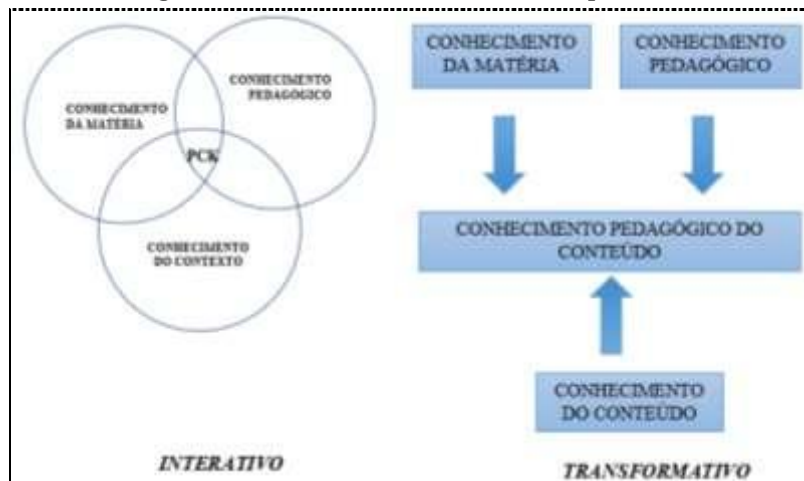 CONHECIMENTO
DA MATÉRIA
CONHECIMENTO
PEDAGÓGICO
PCK
CONHECIMENTO
DO CONTEXTO
INTERATIVO
CONHECIMENTO
DA MATÉRIA
CONHECIMENTO
PEDAGÓGICO
CONHECIMENTO PEDAGÓGICO DO
CONTEÚDO
CONHECIMENTO
DO CONTEÚDO
TRANSFORMATIVO